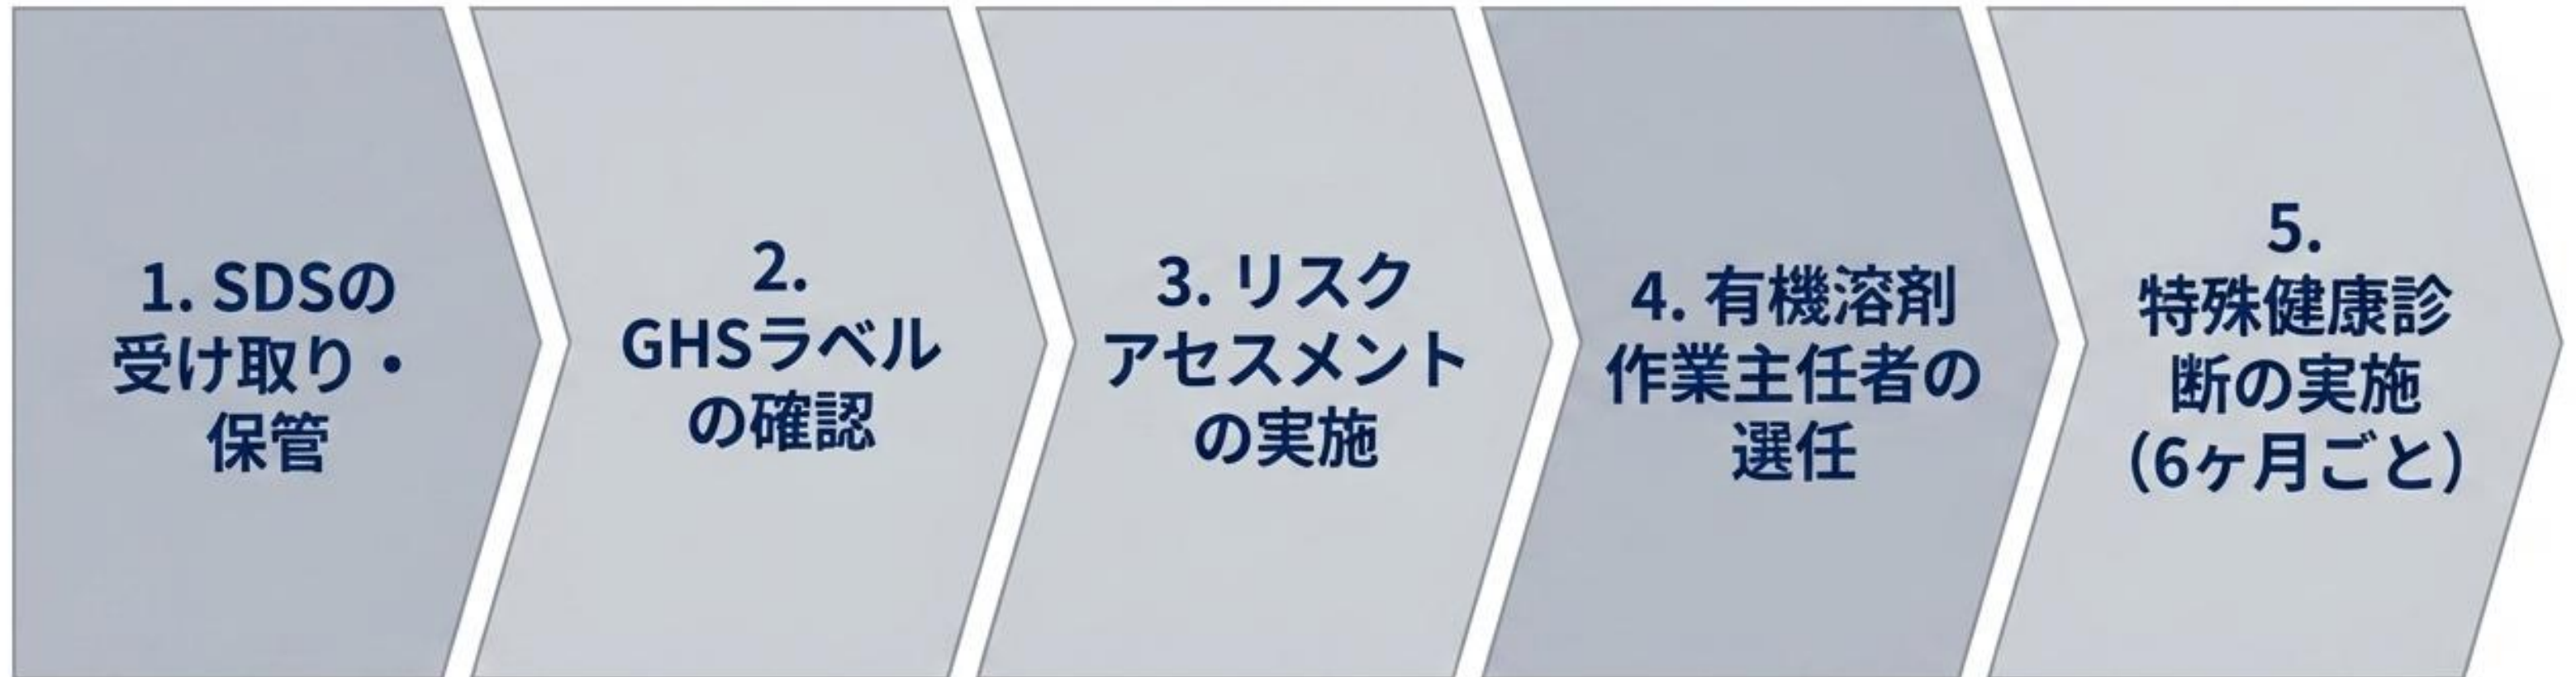 1. SDSの
受け取り・
保管
2.
GHSラベル
の確認
3. リスク
アセスメント
の実施
4. 有機溶剤
作業主任者の
選任
5.
特殊健康診
断の実施
（6ヶ月ごと）